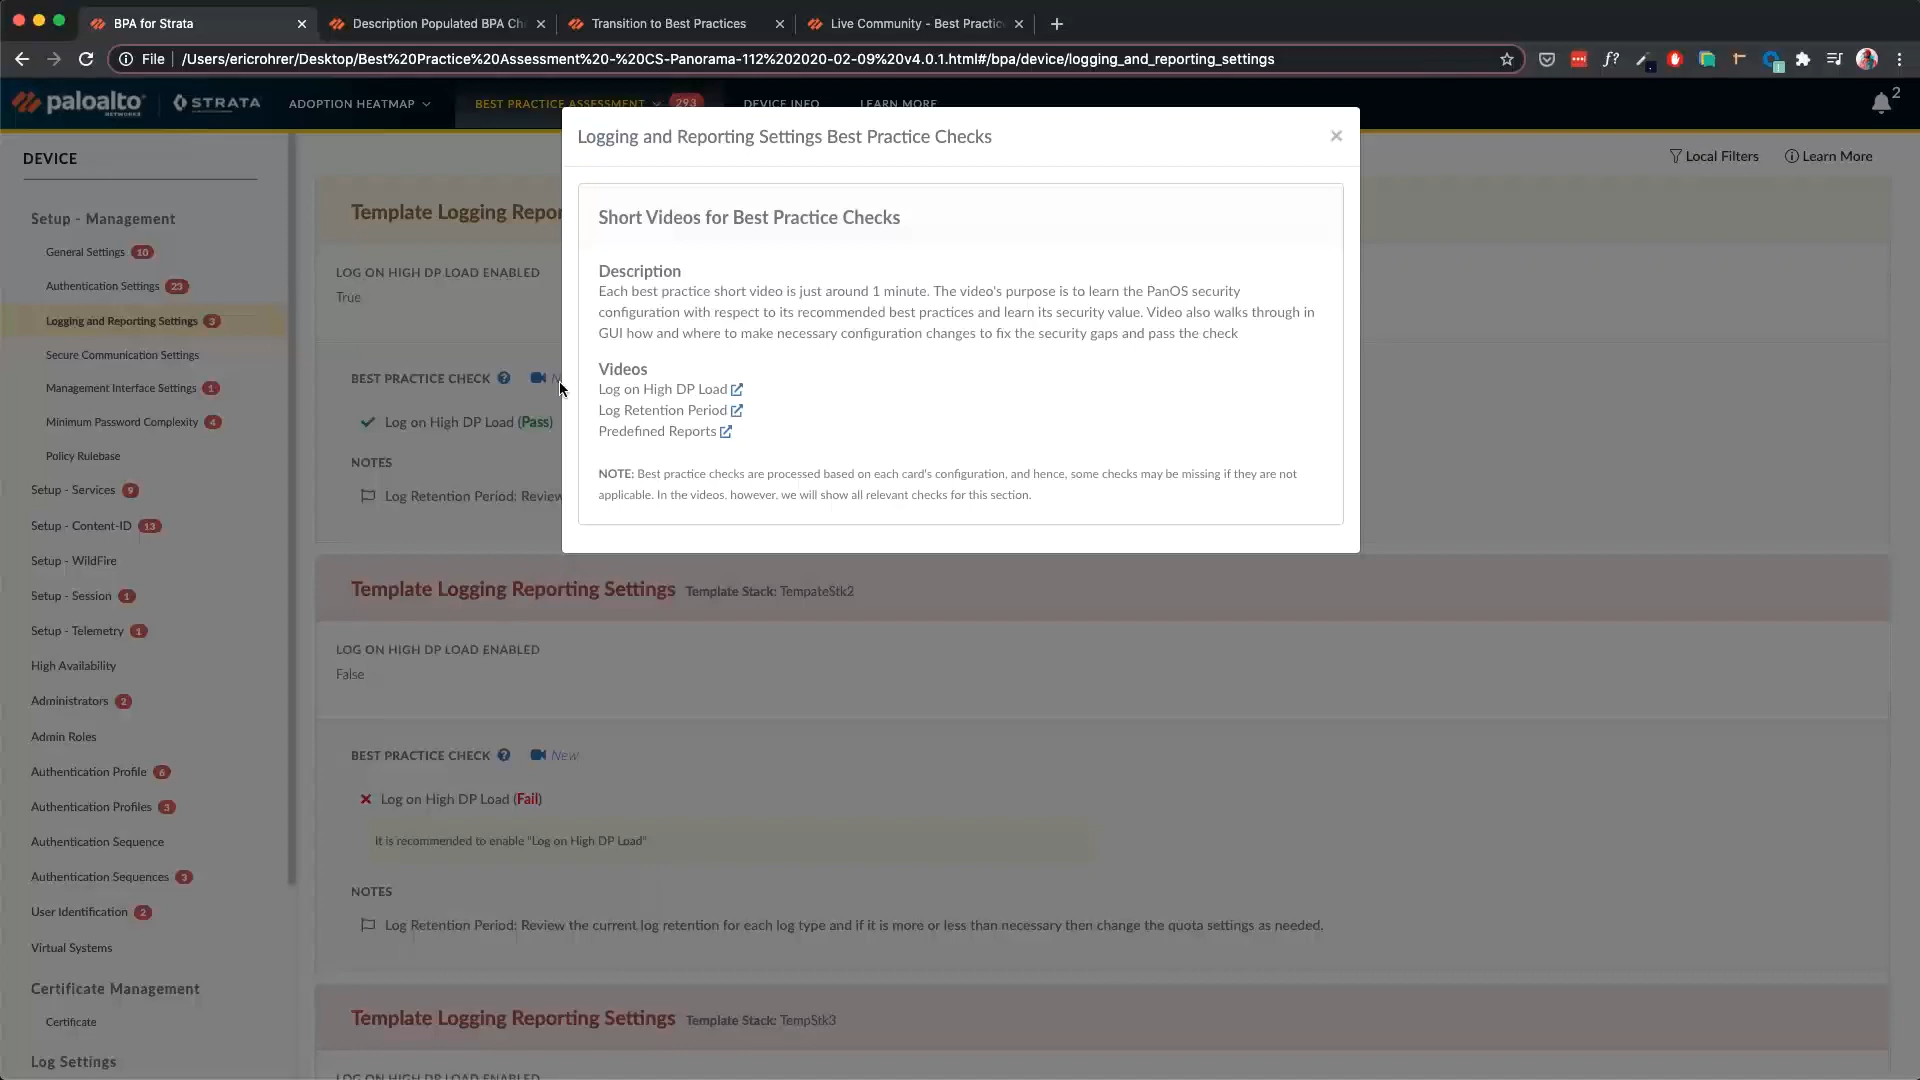 BPA for Strata
Description Populated BPA Ch
Transition to Best Practices
Live Community - Best Practic
File
/Users/ericrohrer/Desktop/Best%20Practice%20Assessment%20-%20CS-Panorama-112%202020-02-09%20v4.0.1.html#/bpa/device/logging_and_reporting_settings
paloalto NETWORKS
STRATA
ADOPTION HEATMAP
BEST PRACTICE ASSESSMENT 293
DEVICE INFO
LEARN MORE
2
DEVICE
Setup - Management
General Settings 10
Authentication Settings 23
Logging and Reporting Settings 3
Secure Communication Settings
Management Interface Settings 1
Minimum Password Complexity 4
Policy Rulebase
Setup - Services 9
Setup - Content-ID 13
Setup - WildFire
Setup - Session 1
Setup - Telemetry 1
High Availability
Administrators 2
Admin Roles
Authentication Profile 6
Authentication Profiles 3
Authentication Sequence
Authentication Sequences 3
User Identification 2
Virtual Systems
Certificate Management
Certificate
Log Settings
Local Filters
Learn More
Template Logging Repor
LOG ON HIGH DP LOAD ENABLED
True
BEST PRACTICE CHECK
Log on High DP Load (Pass)
NOTES
Log Retention Period: Review
Logging and Reporting Settings Best Practice Checks
Short Videos for Best Practice Checks
Description
Each best practice short video is just around 1 minute. The video's purpose is to learn the PanOS security
configuration with respect to its recommended best practices and learn its security value. Video also walks through in
GUI how and where to make necessary configuration changes to fix the security gaps and pass the check
Videos
Log on High DP Load
Log Retention Period
Predefined Reports
NOTE: Best practice checks are processed based on each card's configuration, and hence, some checks may be missing if they are not
applicable. In the videos. however, we will show all relevant checks for this section.
Template Logging Reporting Settings Template Stack: TempateStk2
LOG ON HIGH DP LOAD ENABLED
False
BEST PRACTICE CHECK New
Log on High DP Load (Fail)
It is recommended to enable "Log on High DP Load"
NOTES
Log Retention Period: Review the current log retention for each log type and if it is more or less than necessary then change the quota settings as needed.
Template Logging Reporting Settings Template Stack: TempStk3
LOG ON HIGH DP LOAD ENABLED